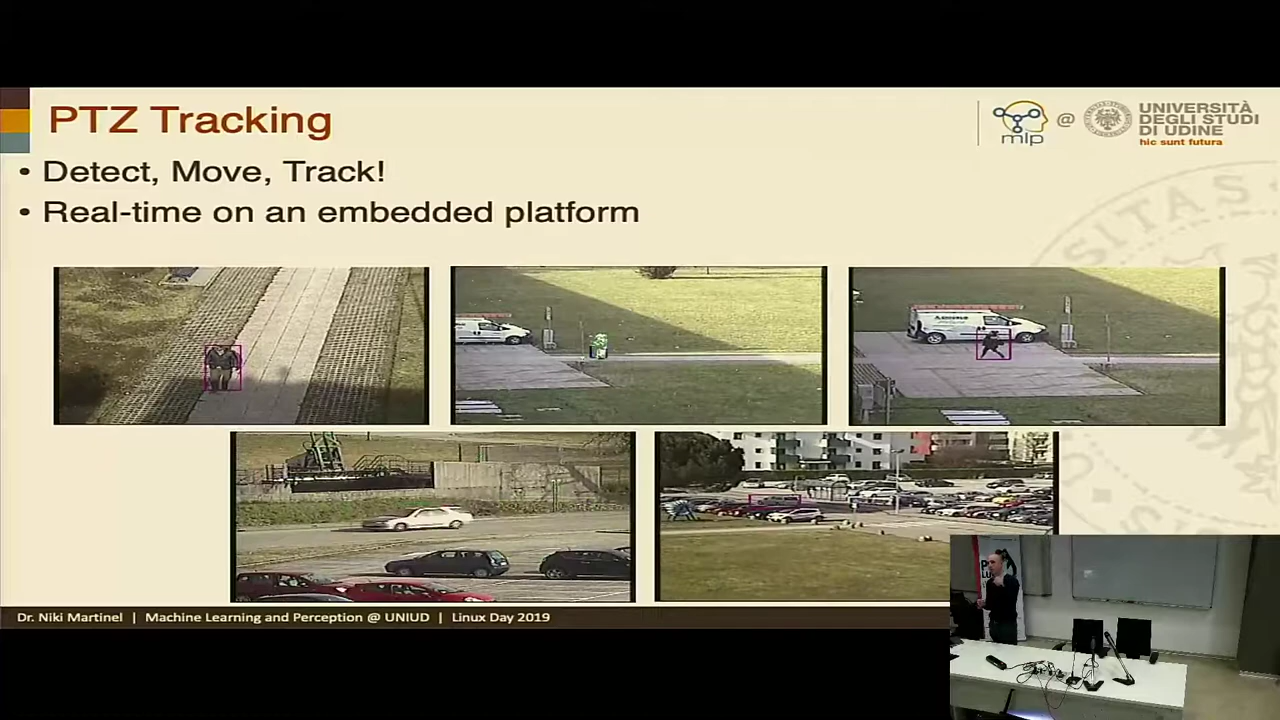 PTZ Tracking
mlp
@
UNIVERSITÀ
DEGLI STUDI
DI UDINE
hic sunt futura
• Detect, Move, Track!
• Real-time on an embedded platform
Dr. Niki Martinel | Machine Learning and Perception @ UNIUD | Linux Day 2019